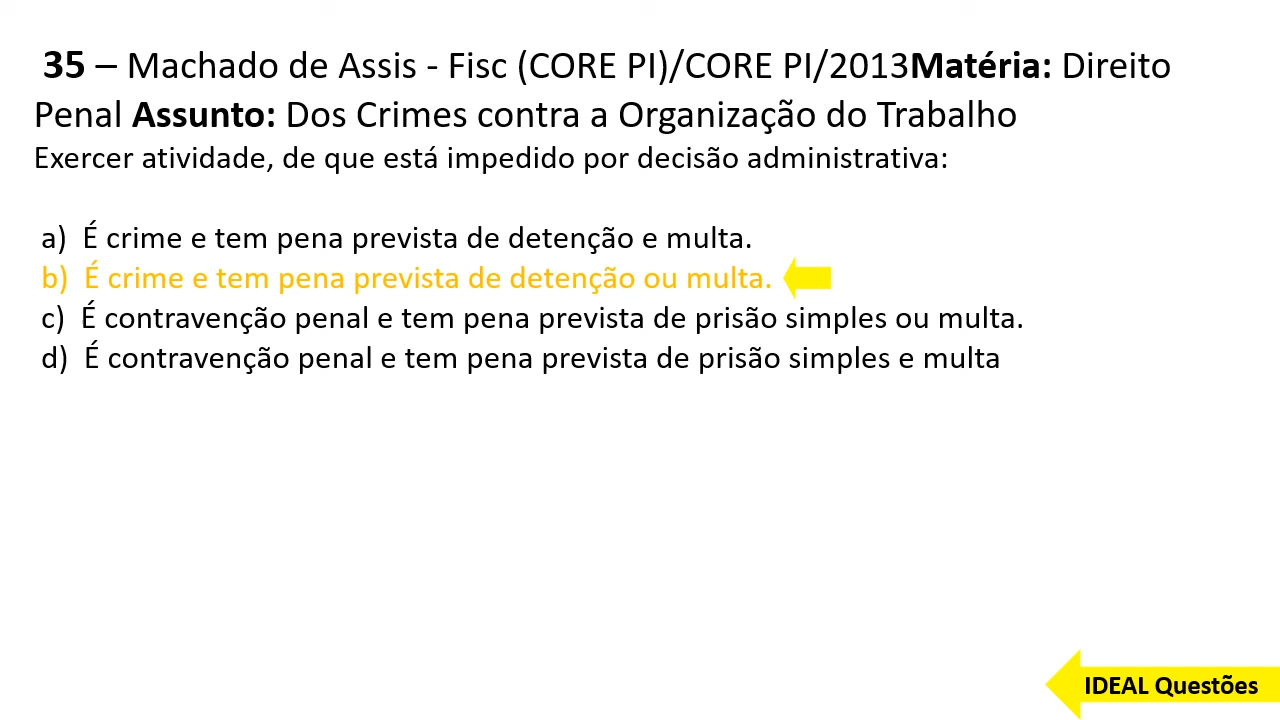 35 – Machado de Assis - Fisc (CORE PI)/CORE PI/2013Matéria: Direito
Penal Assunto: Dos Crimes contra a Organização do Trabalho
Exercer atividade, de que está impedido por decisão administrativa:
a) É crime e tem pena prevista de detenção e multa.
b) É crime e tem pena prevista de detenção ou multa.
c) É contravenção penal e tem pena prevista de prisão simples ou multa.
d) É contravenção penal e tem pena prevista de prisão simples e multa
IDEAL Questões